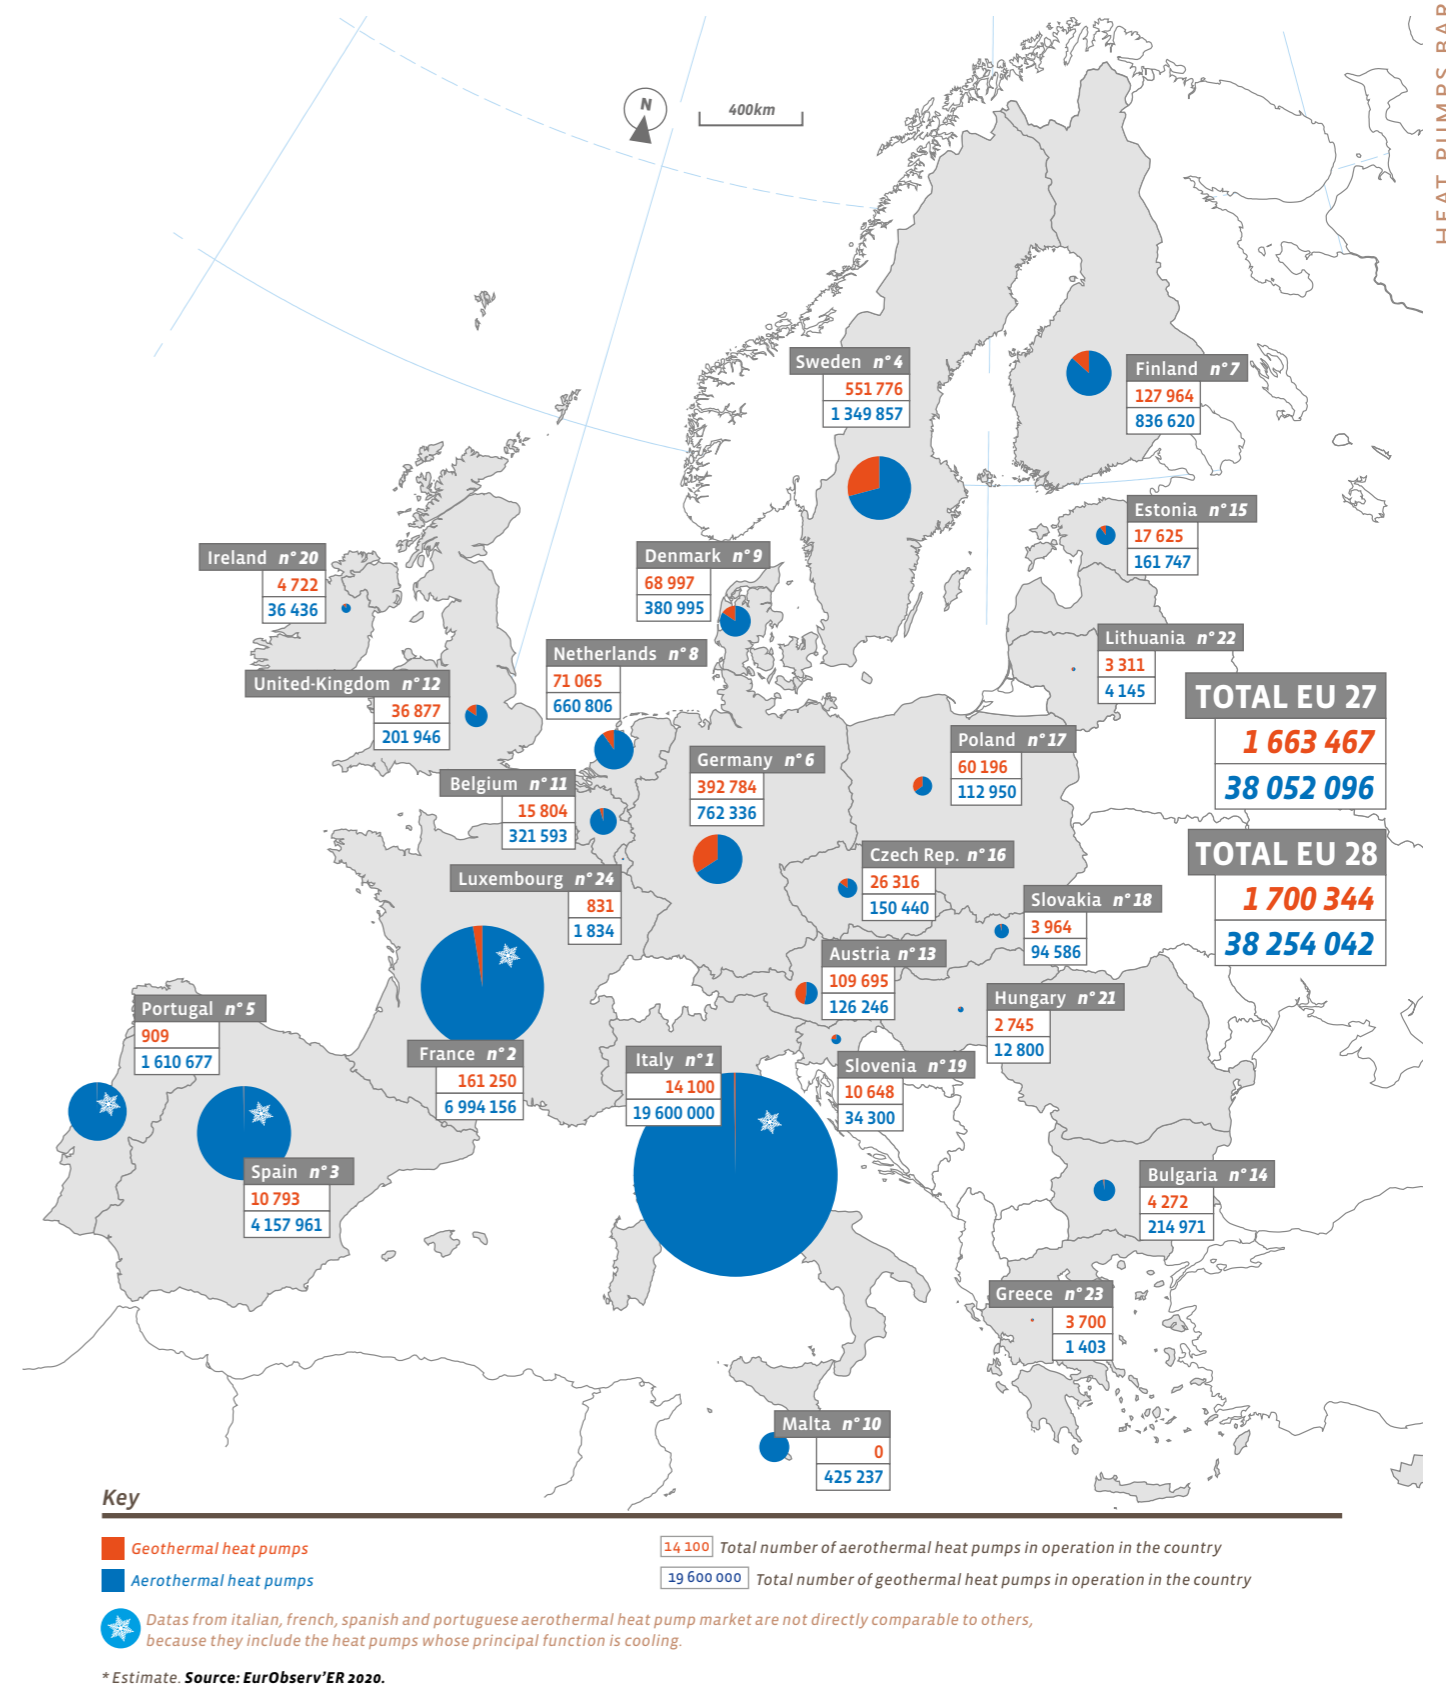 HEAT PUMPS BAR
N
400km
Sweden n° 4
551 776
1 349 857
Finland n° 7
127 964
836 620
Estonia n° 15
17 625
161 747
Ireland n° 20
4 722
36 436
Denmark n° 9
68 997
380 995
Lithuania n° 22
3 311
4 145
Netherlands n° 8
71 065
660 806
United-Kingdom n° 12
36 877
201 946
TOTAL EU 27
1 663 467
38 052 096
Poland n° 17
60 196
112 950
Germany n° 6
392 784
762 336
Belgium n° 11
15 804
321 593
TOTAL EU 28
1 700 344
38 254 042
Czech Rep. n° 16
26 316
150 440
Luxembourg n° 24
831
1 834
Slovakia n° 18
3 964
94 586
Austria n° 13
109 695
126 246
Hungary n° 21
2 745
12 800
Portugal n° 5
909
1 610 677
France n° 2
161 250
6 994 156
Italy n° 1
14 100
19 600 000
Slovenia n° 19
10 648
34 300
Spain n° 3
10 793
4 157 961
Bulgaria n° 14
4 272
214 971
Greece n° 23
3 700
1 403
Malta n° 10
0
425 237
Key
Geothermal heat pumps
Aerothermal heat pumps
14 100 Total number of aerothermal heat pumps in operation in the country
19 600 000 Total number of geothermal heat pumps in operation in the country
Datas from italian, french, spanish and portuguese aerothermal heat pump market are not directly comparable to others,
because they include the heat pumps whose principal function is cooling.
* Estimate. Source: EurObserv'ER 2020.